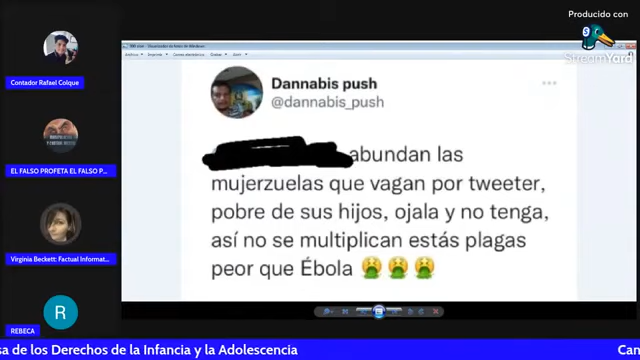 Producido con
StreamYard
Dannabis push
@dannabis_push
abundan las
mujerzuelas que vagan por tweeter,
pobre de sus hijos, ojala y no tenga,
así no se multiplican estás plagas
peor que Ébola 🤮🤮🤮
Contador Rafael Colque
EL FALSO PROFETA EL FALSO P...
Virginia Beckett: Factual Informat...
R
REBECA
sa de los Derechos de la Infancia y la Adolescencia
Can